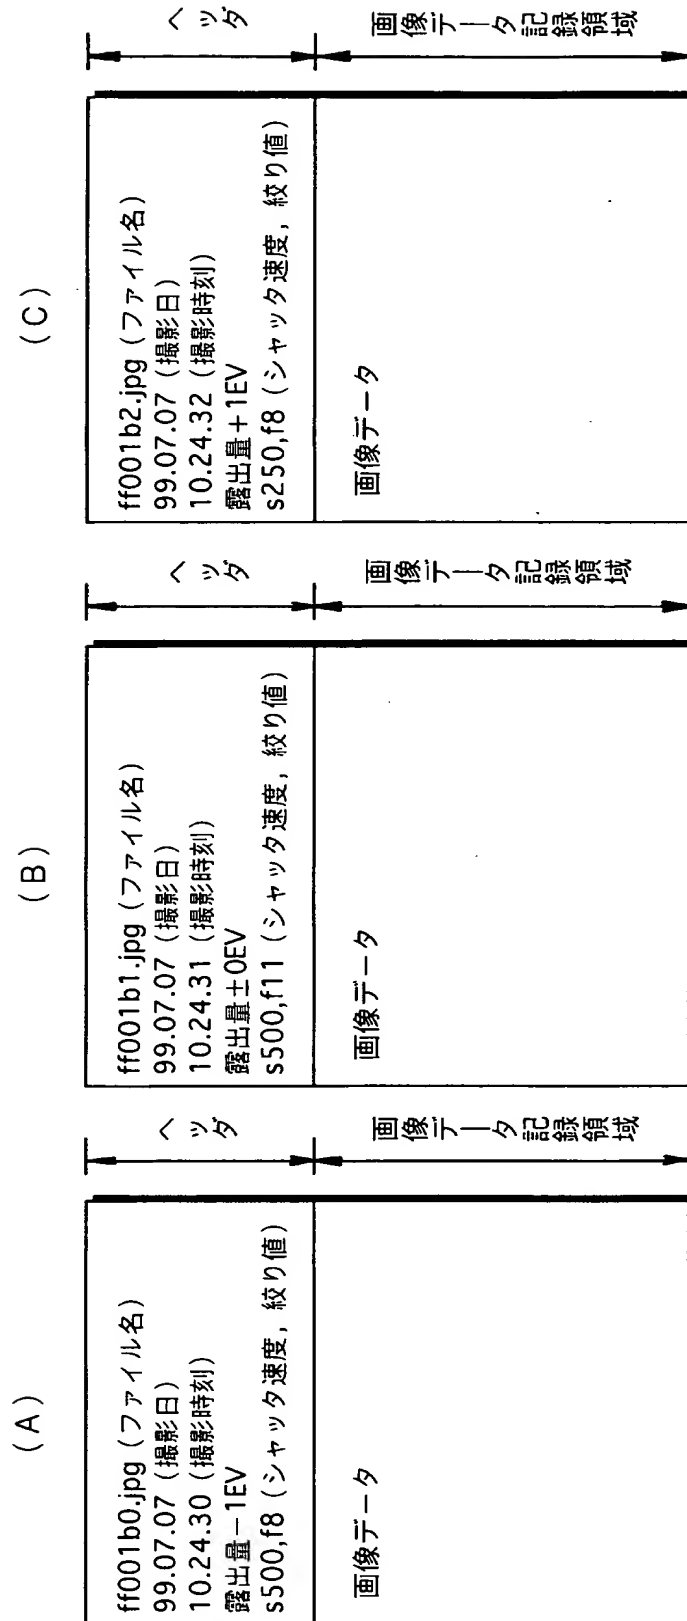 (A)
ff001b0.jpg (ファイル名)
99.07.07 (撮影日)
10.24.30 (撮影時刻)
露出量−1EV
s500,f8 (シャッタ速度, 絞り値)
画像データ
ヘッダ
画像データ記録領域
(B)
ff001b1.jpg (ファイル名)
99.07.07 (撮影日)
10.24.31 (撮影時刻)
露出量±0EV
s500,f11 (シャッタ速度, 絞り値)
画像データ
ヘッダ
画像データ記録領域
(C)
ff001b2.jpg (ファイル名)
99.07.07 (撮影日)
10.24.32 (撮影時刻)
露出量+1EV
s250,f8 (シャッタ速度, 絞り値)
画像データ
ヘッダ
画像データ記録領域